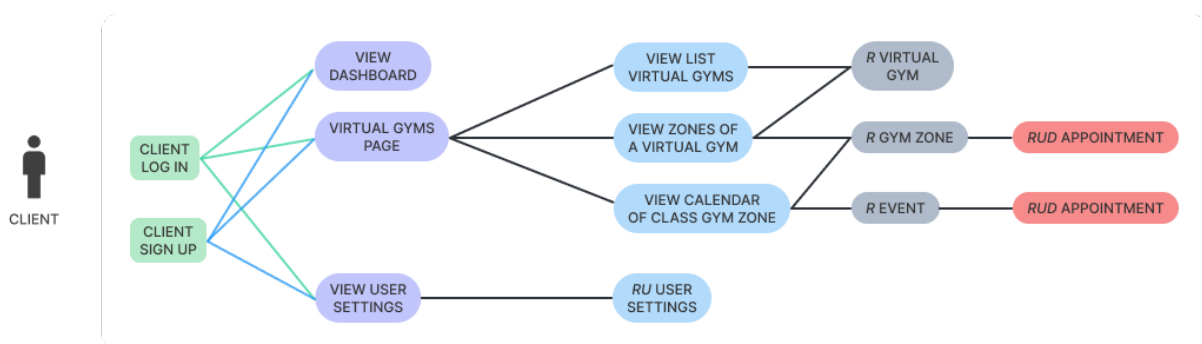 CLIENT
CLIENT
LOG IN
CLIENT
SIGN UP
VIEW
DASHBOARD
VIRTUAL GYMS
PAGE
VIEW USER
SETTINGS
VIEW LIST
VIRTUAL GYMS
VIEW ZONES OF
A VIRTUAL GYM
VIEW CALENDAR
OF CLASS GYM ZONE
RU USER
SETTINGS
R VIRTUAL
GYM
R GYM ZONE
R EVENT
RUD APPOINTMENT
RUD APPOINTMENT